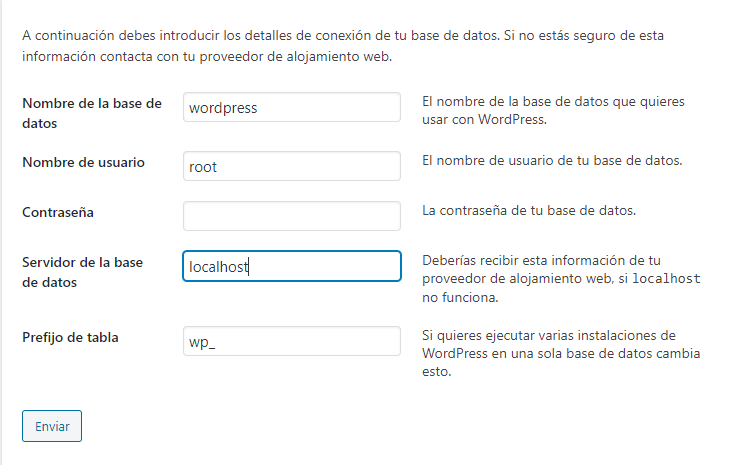 A continuación debes introducir los detalles de conexión de tu base de datos. Si no estás seguro de esta
información contacta con tu proveedor de alojamiento web.
Nombre de la base de
datos
wordpress
El nombre de la base de datos que quieres
usar con WordPress.
Nombre de usuario
root
El nombre de usuario de tu base de datos.
Contraseña
La contraseña de tu base de datos.
Servidor de la base
de datos
localhost
Deberías recibir esta información de tu
proveedor de alojamiento web, si localhost
no funciona.
Prefijo de tabla
wp_
Si quieres ejecutar varias instalaciones de
WordPress en una sola base de datos cambia
esto.
Enviar